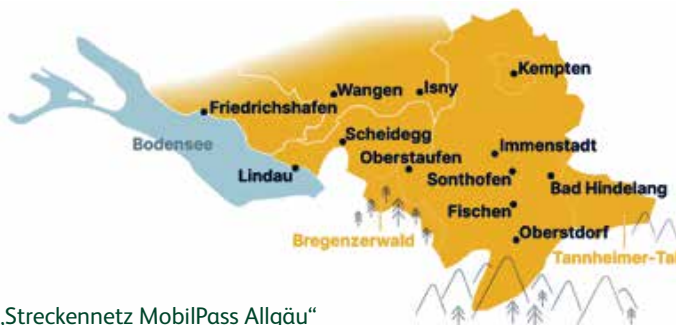 Kempten
Isny
Wangen
Friedrichshafen
Bodensee
Scheidegg
Immenstadt
Oberstaufen
Lindau
Sonthofen
Bad Hindelang
Fischen
Bregenzerwald
Oberstdorf
Tannheimer-Tal
„Streckennetz MobilPass Allgäu“